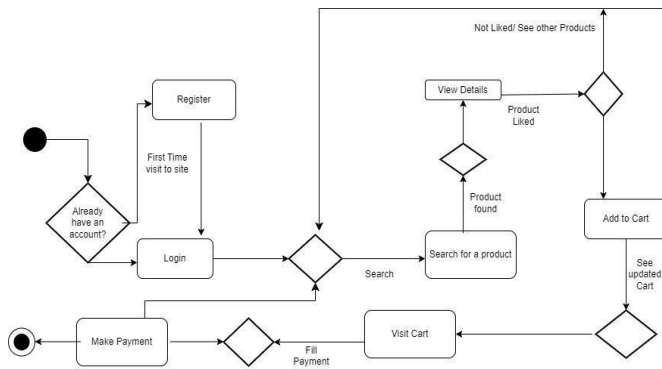 Not Liked/ See other Products
Register
View Details
Product
Liked
First Time
visit to site
Already
have an
account?
Product
found
Add to Cart
Login
Search for a product
Search
See
updated
Cart
Make Payment
Visit Cart
Fill
Payment